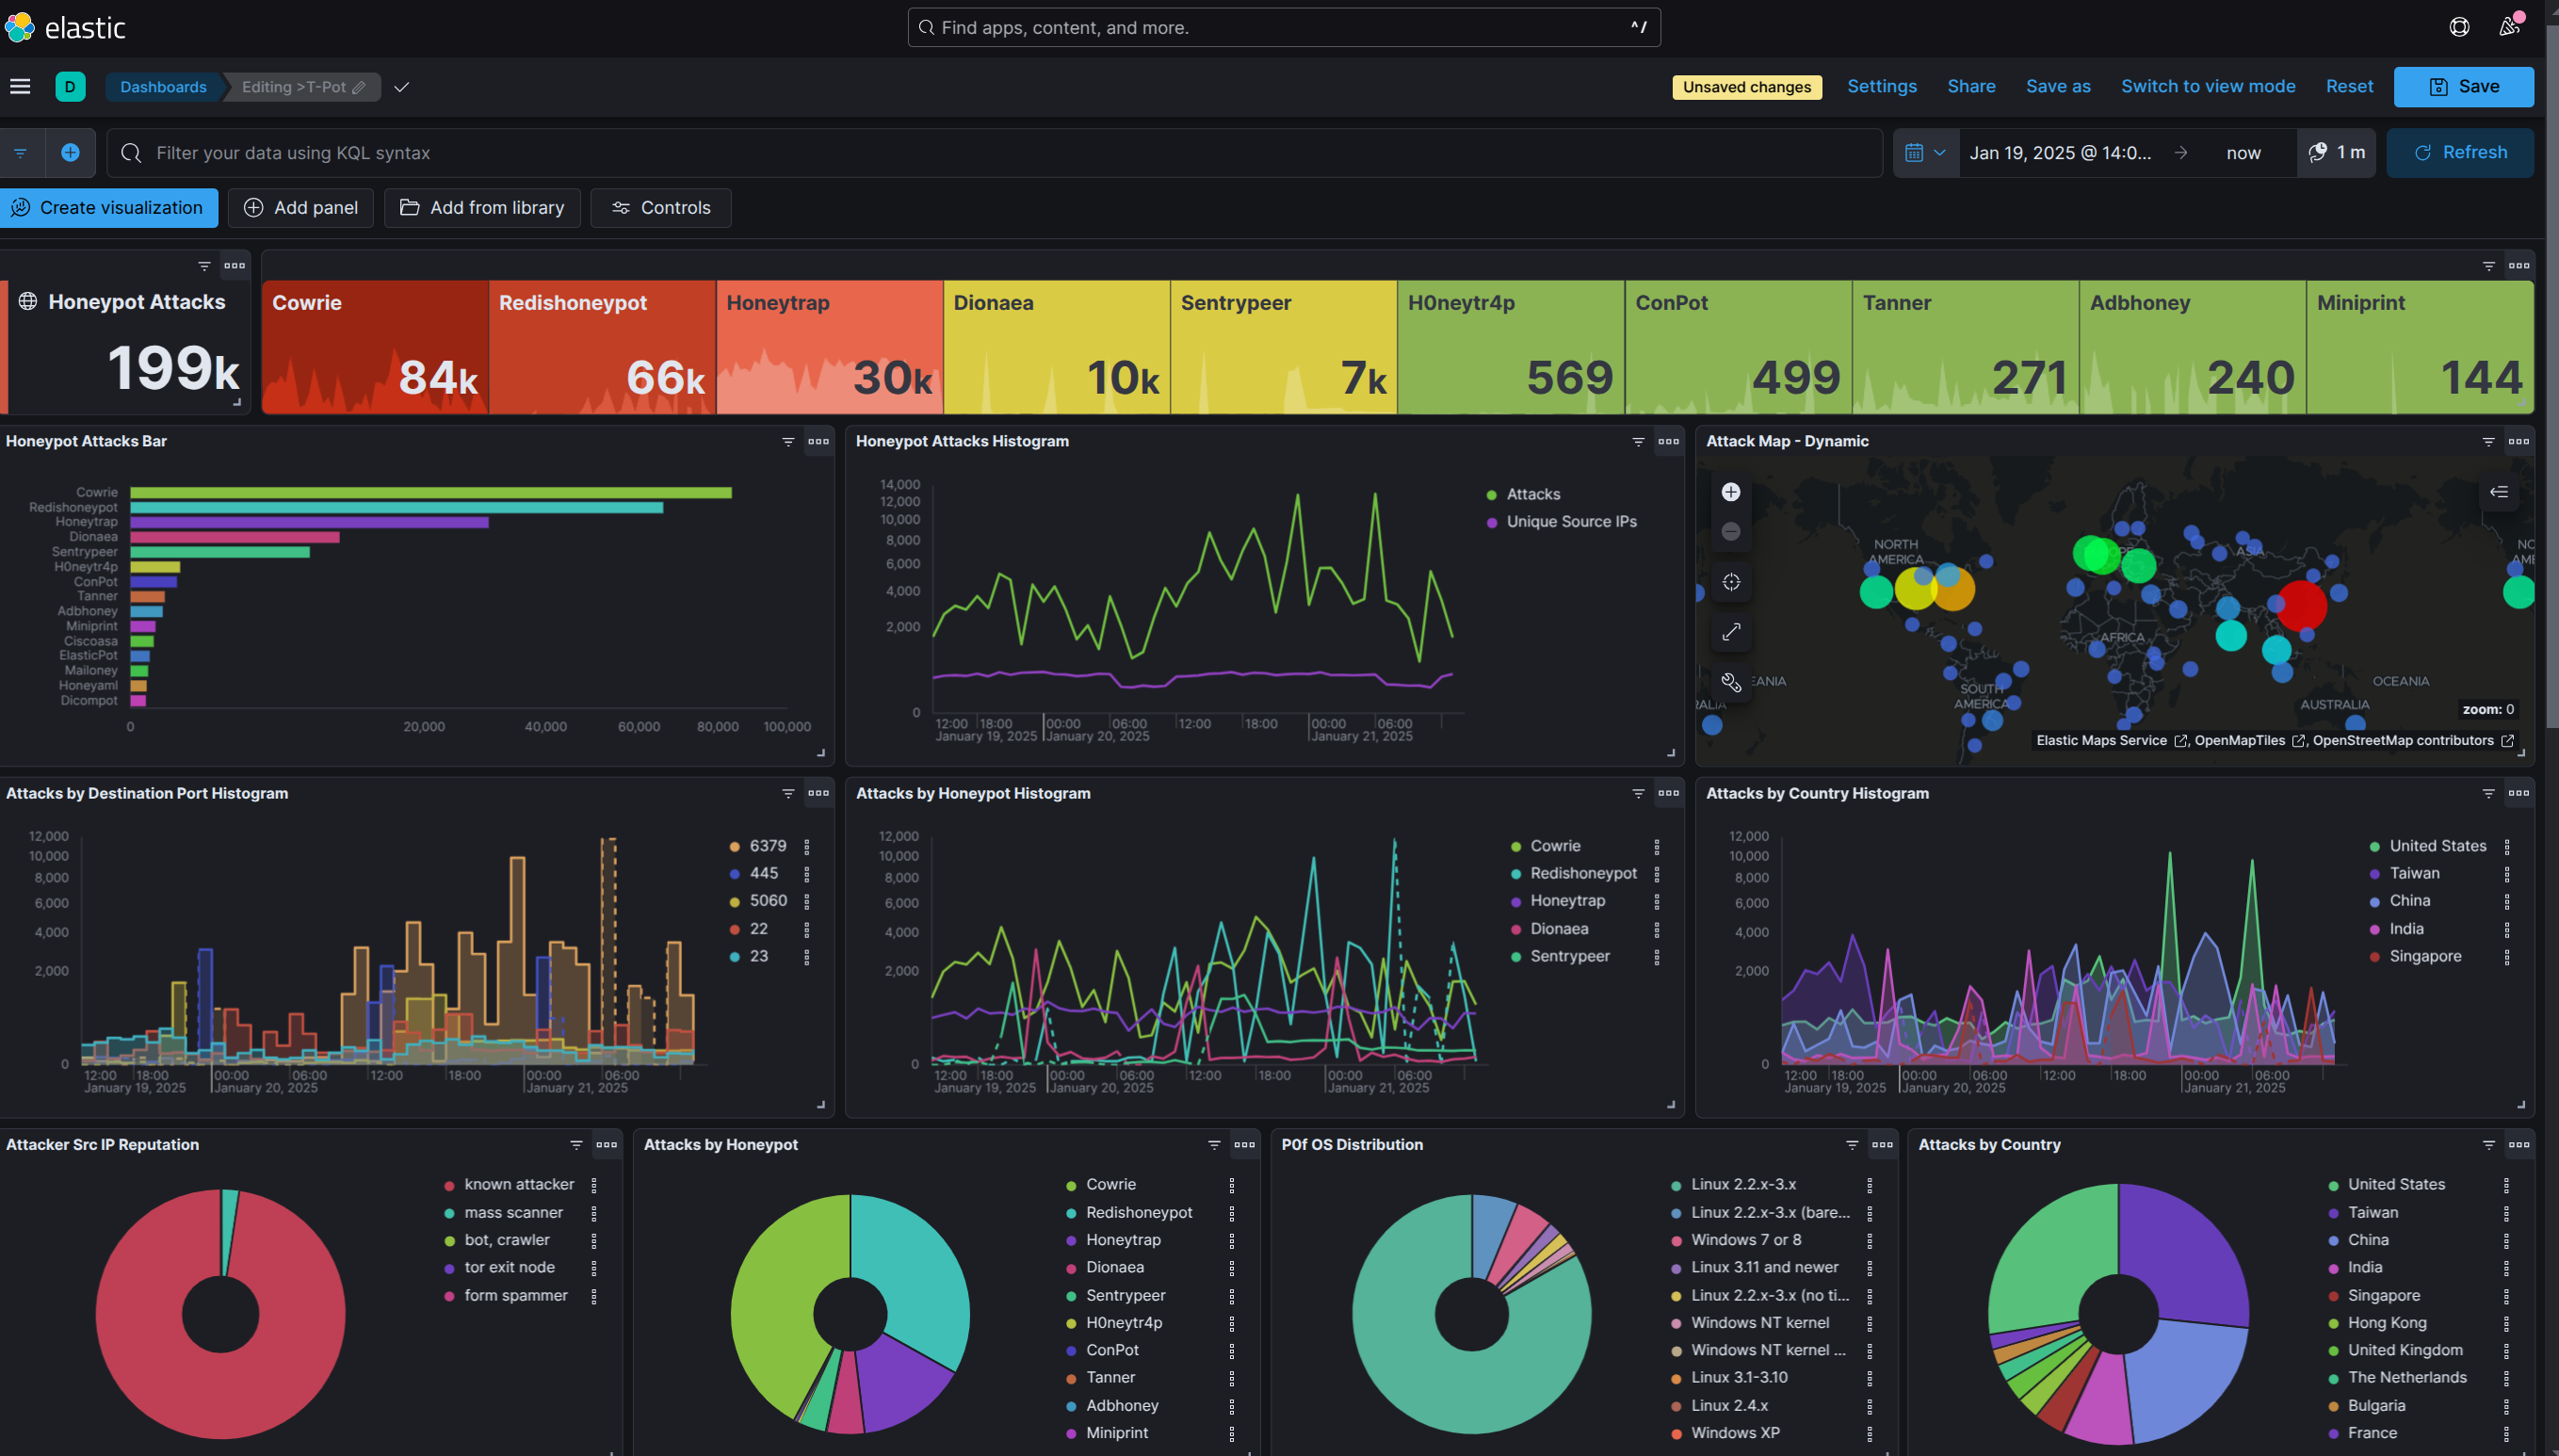 elastic
Find apps, content, and more.
^/
D
Dashboards
Editing >T-Pot
Unsaved changes
Settings
Share
Save as
Switch to view mode
Reset
Save
Filter your data using KQL syntax
Jan 19, 2025 @ 14:0...
now
1 m
Refresh
Create visualization
Add panel
Add from library
Controls
Honeypot Attacks
199k
Cowrie
84k
Redishoneypot
66k
Honeytrap
30k
Dionaea
10k
Sentrypeer
7k
H0neytr4p
569
ConPot
499
Tanner
271
Adbhoney
240
Miniprint
144
Honeypot Attacks Bar
Cowrie
Redishoneypot
Honeytrap
Dionaea
Sentrypeer
H0neytr4p
ConPot
Tanner
Adbhoney
Miniprint
Ciscoasa
ElasticPot
Mailoney
Honeyaml
Dicompot
0 20,000 40,000 60,000 80,000 100,000
Honeypot Attacks Histogram
14,000
12,000
10,000
8,000
6,000
4,000
2,000
0
12:00 18:00 00:00 06:00 12:00 18:00 00:00 06:00
January 19, 2025 January 20, 2025 January 21, 2025
Attacks
Unique Source IPs
Attack Map - Dynamic
NORTH
AMERICA
ASIA
AFRICA
SOUTH
AMERICA
EANIA
RALIA
OCEANIA
AUSTRALIA
NO
AME
zoom: 0
Elastic Maps Service , OpenMapTiles , OpenStreetMap contributors
Attacks by Destination Port Histogram
12,000
10,000
8,000
6,000
4,000
2,000
0
12:00 18:00 00:00 06:00 12:00 18:00 00:00 06:00
January 19, 2025 January 20, 2025 January 21, 2025
6379
445
5060
22
23
Attacks by Honeypot Histogram
12,000
10,000
8,000
6,000
4,000
2,000
0
12:00 18:00 00:00 06:00 12:00 18:00 00:00 06:00
January 19, 2025 January 20, 2025 January 21, 2025
Cowrie
Redishoneypot
Honeytrap
Dionaea
Sentrypeer
Attacks by Country Histogram
12,000
10,000
8,000
6,000
4,000
2,000
0
12:00 18:00 00:00 06:00 12:00 18:00 00:00 06:00
January 19, 2025 January 20, 2025 January 21, 2025
United States
Taiwan
China
India
Singapore
Attacker Src IP Reputation
known attacker
mass scanner
bot, crawler
tor exit node
form spammer
Attacks by Honeypot
Cowrie
Redishoneypot
Honeytrap
Dionaea
Sentrypeer
H0neytr4p
ConPot
Tanner
Adbhoney
Miniprint
P0f OS Distribution
Linux 2.2.x-3.x
Linux 2.2.x-3.x (bare...
Windows 7 or 8
Linux 3.11 and newer
Linux 2.2.x-3.x (no ti...
Windows NT kernel
Windows NT kernel ...
Linux 3.1-3.10
Linux 2.4.x
Windows XP
Attacks by Country
United States
Taiwan
China
India
Singapore
Hong Kong
United Kingdom
The Netherlands
Bulgaria
France